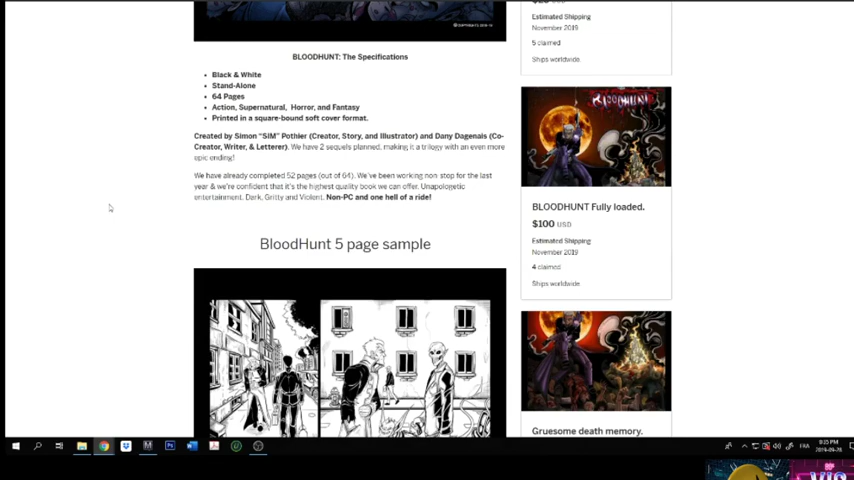 BLOODHUNT: The Specifications
Black & White
Stand-Alone
64 Pages
Action, Supernatural, Horror, and Fantasy
Printed in a square-bound soft cover format.
Created by Simon "SIM" Pothier (Creator, Story, and Illustrator) and Dany Dagenais (Co-
Creator, Writer, & Letterer). We have 2 sequels planned, making it a trilogy with an even more
epic ending!
We have already completed 52 pages (out of 64). We've been working non-stop for the last
year & we're confident that it's the highest quality book we can offer. Unapologetic
entertainment. Dark, Gritty and Violent. Non-PC and one hell of a ride!
BloodHunt 5 page sample
Estimated Shipping
November 2019
5 claimed
Ships worldwide
BLOODHUNT
BLOODHUNT Fully loaded.
$100 USD
Estimated Shipping
November 2019
4 claimed
Ships worldwide
Gruesome death memory.
FRA
2019-09-28